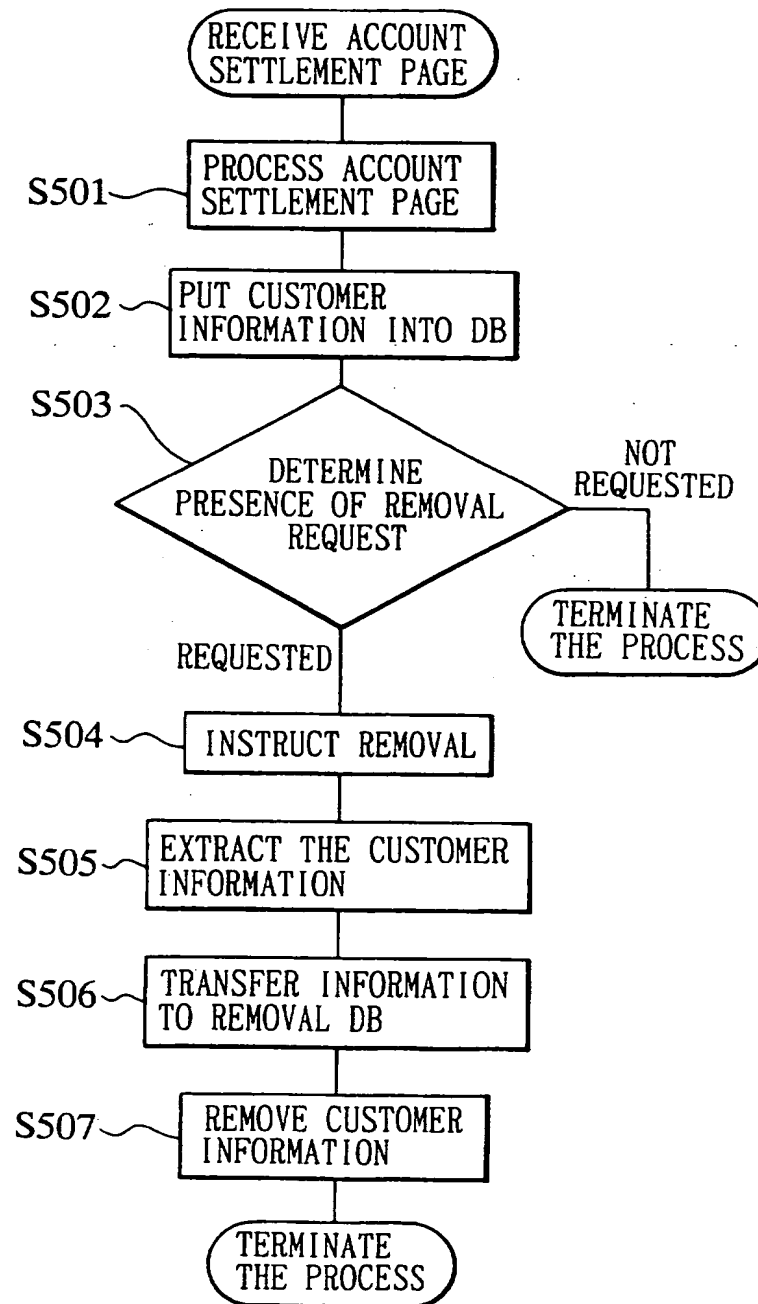 RECEIVE ACCOUNT
SETTLEMENT PAGE
S501
PROCESS ACCOUNT
SETTLEMENT PAGE
S502
PUT CUSTOMER
INFORMATION INTO DB
S503
DETERMINE
PRESENCE OF REMOVAL
REQUEST
NOT
REQUESTED
TERMINATE
THE PROCESS
REQUESTED
S504
INSTRUCT REMOVAL
S505
EXTRACT THE CUSTOMER
INFORMATION
S506
TRANSFER INFORMATION
TO REMOVAL DB
S507
REMOVE CUSTOMER
INFORMATION
TERMINATE
THE PROCESS